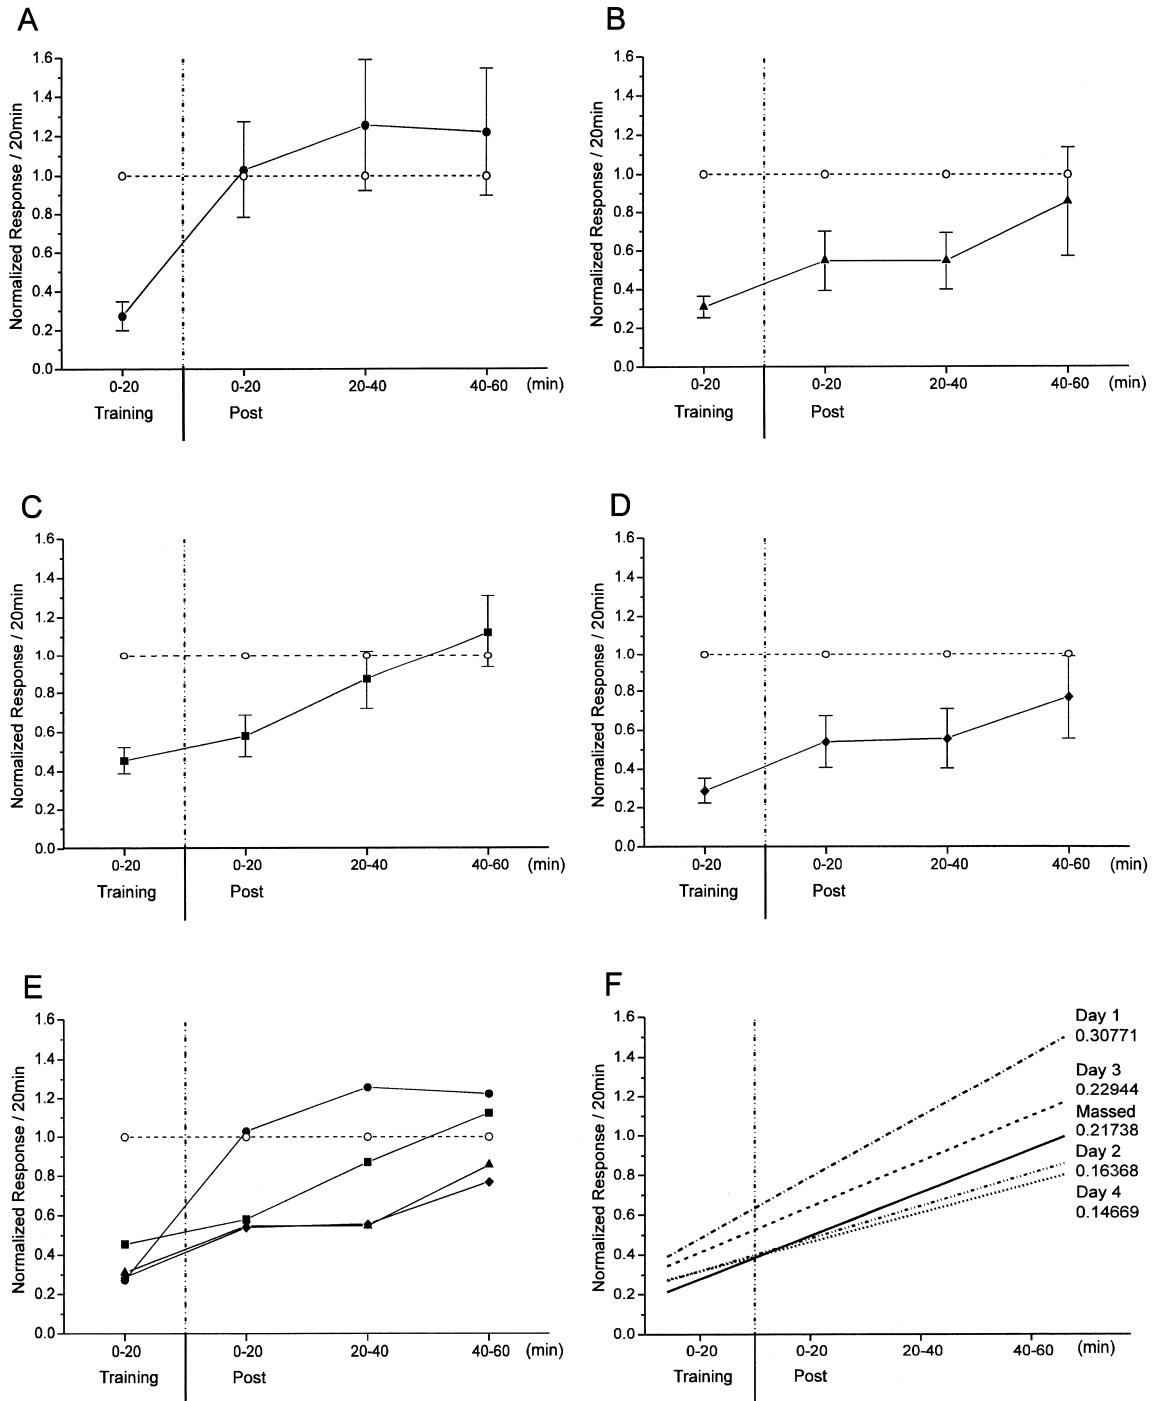 A
Normalized Response / 20min
1.6
1.4
1.2
1.0
0.8
0.6
0.4
0.2
0.0
0-20 0-20 20-40 40-60 (min)
Training Post
B
Normalized Response / 20min
1.6
1.4
1.2
1.0
0.8
0.6
0.4
0.2
0.0
0-20 0-20 20-40 40-60 (min)
Training Post
C
Normalized Response / 20min
1.6
1.4
1.2
1.0
0.8
0.6
0.4
0.2
0.0
0-20 0-20 20-40 40-60 (min)
Training Post
D
Normalized Response / 20min
1.6
1.4
1.2
1.0
0.8
0.6
0.4
0.2
0.0
0-20 0-20 20-40 40-60 (min)
Training Post
E
Normalized Response / 20min
1.6
1.4
1.2
1.0
0.8
0.6
0.4
0.2
0.0
0-20 0-20 20-40 40-60 (min)
Training Post
F
Normalized Response / 20min
1.6
1.4
1.2
1.0
0.8
0.6
0.4
0.2
0.0
0-20 0-20 20-40 40-60 (min)
Training Post
Day 1
0.30771
Day 3
0.22944
Massed
0.21738
Day 2
0.16368
Day 4
0.14669